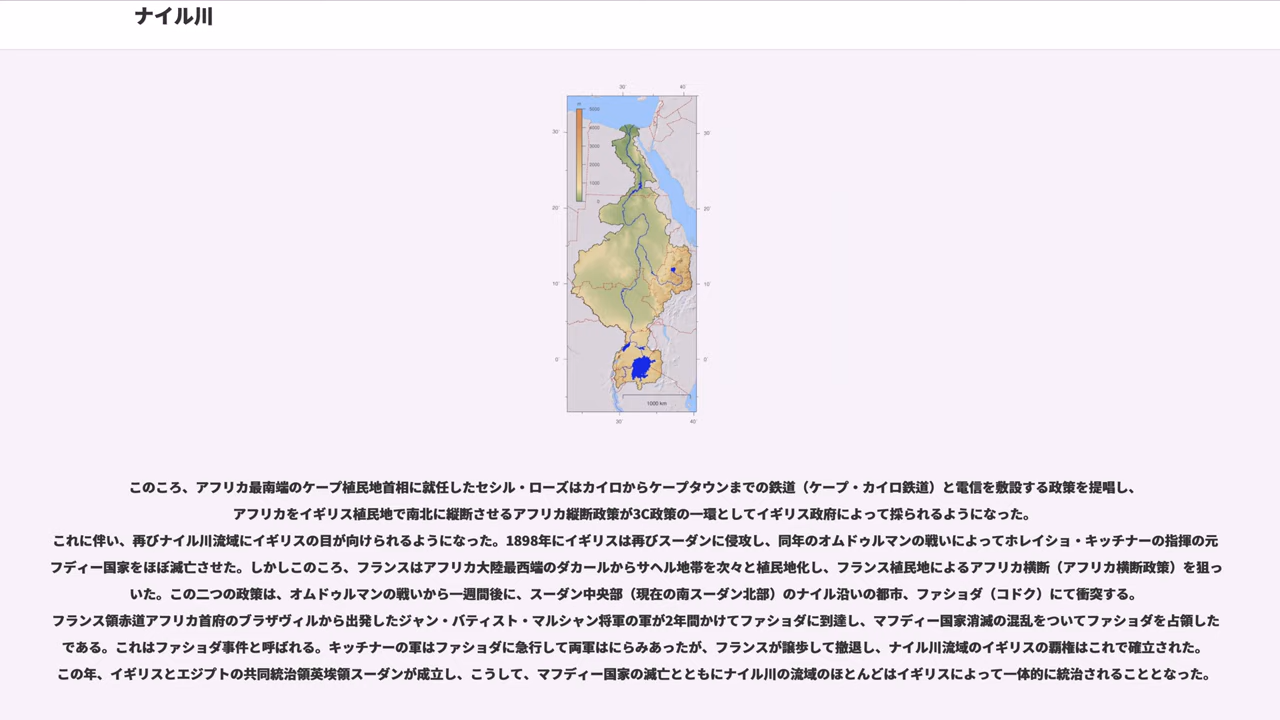 ナイル川
30°
40°
m
5000
30°
4000
30°
3000
2000
1000
20°
0
20°
10°
10°
0°
0°
1000 km
30°
40°
このころ、アフリカ最南端のケープ植民地首相に就任したセシル・ローズはカイロからケープタウンまでの鉄道（ケープ・カイロ鉄道）と電信を敷設する政策を提唱し、
アフリカをイギリス植民地で南北に縦断させるアフリカ縦断政策が3C政策の一環としてイギリス政府によって採られるようになった。
これに伴い、再びナイル川流域にイギリスの目が向けられるようになった。1898年にイギリスは再びスーダンに侵攻し、同年のオムドゥルマンの戦いによってホレイショ・キッチナーの指揮の元
フディー国家をほぼ滅亡させた。しかしこのころ、フランスはアフリカ大陸最西端のダカールからサヘル地帯を次々と植民地化し、フランス植民地によるアフリカ横断（アフリカ横断政策）を狙っ
いた。この二つの政策は、オムドゥルマンの戦いから一週間後に、スーダン中央部（現在の南スーダン北部）のナイル沿いの都市、ファショダ（コドク）にて衝突する。
フランス領赤道アフリカ首府のブラザヴィルから出発したジャン・バティスト・マルシャン将軍の軍が2年間かけてファショダに到達し、マフディー国家消滅の混乱をついてファショダを占領した
である。これはファショダ事件と呼ばれる。キッチナーの軍はファショダに急行して両軍はにらみあったが、フランスが譲歩して撤退し、ナイル川流域のイギリスの覇権はこれで確立された。
この年、イギリスとエジプトの共同統治領英埃領スーダンが成立し、こうして、マフディー国家の滅亡とともにナイル川の流域のほとんどはイギリスによって一体的に統治されることとなった。